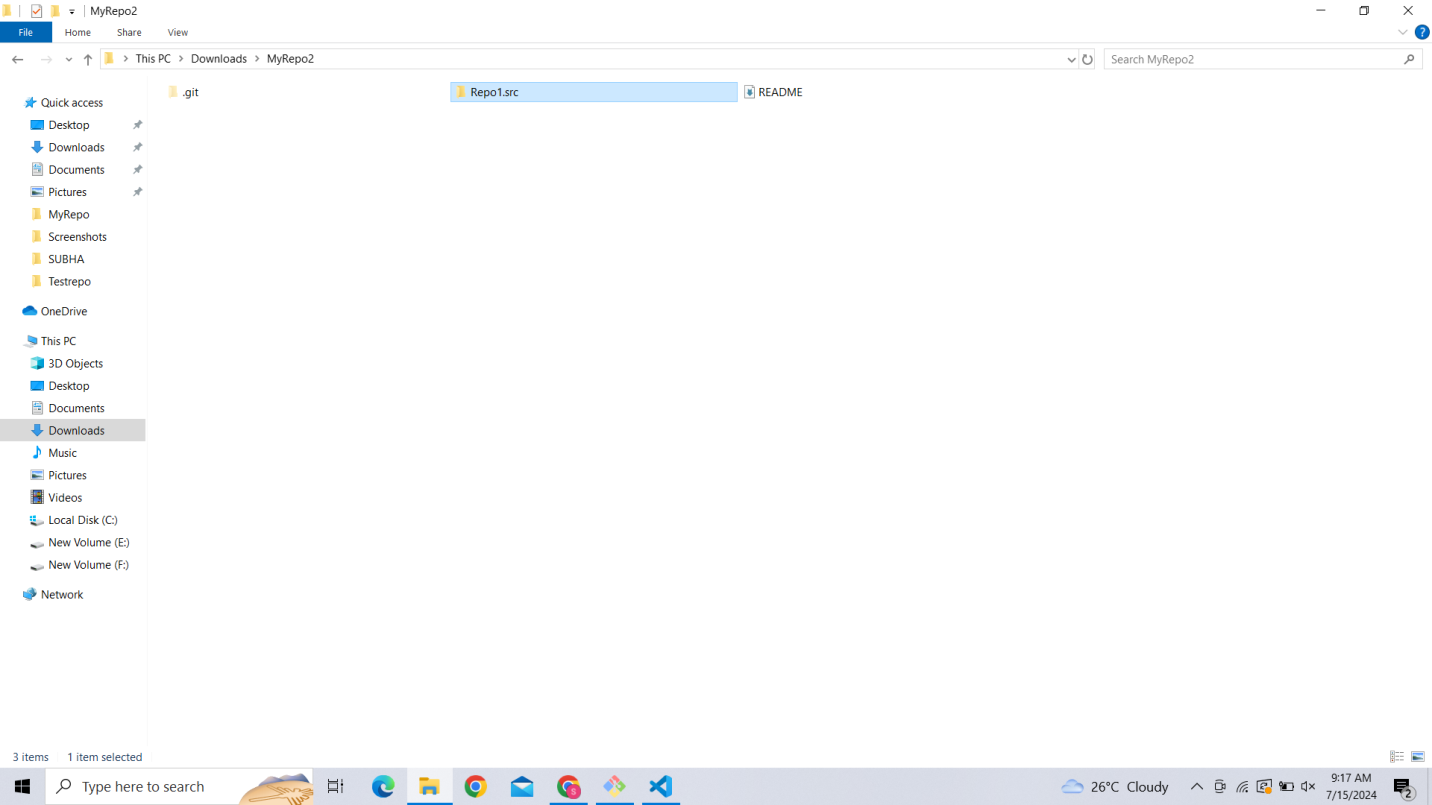 MyRepo2
File Home Share View
This PC Downloads MyRepo2
Search MyRepo2
Quick access
Desktop
Downloads
Documents
Pictures
MyRepo
Screenshots
SUBHA
Testrepo
OneDrive
This PC
3D Objects
Desktop
Documents
Downloads
Music
Pictures
Videos
Local Disk (C:)
New Volume (E:)
New Volume (F:)
Network
.git Repo1.src README
3 items 1 item selected
Type here to search
26°C Cloudy
9:17 AM
7/15/2024
2